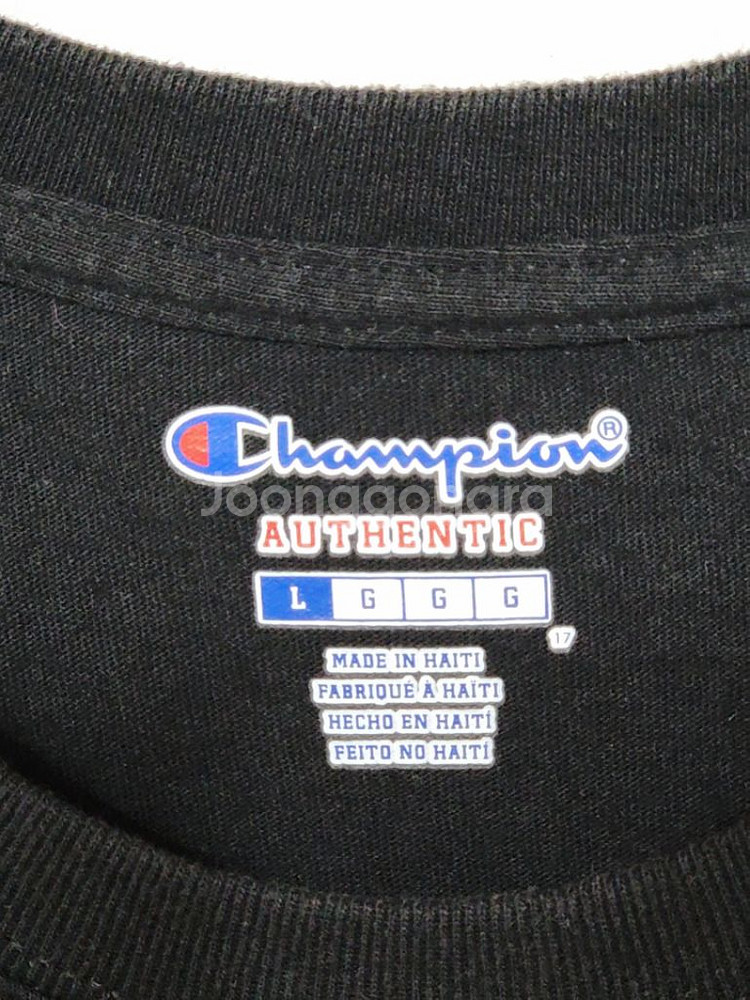 Champion®
Joonggonara
AUTHENTIC
L G G G
17
MADE IN HAITI
FABRIQUÉ À HAÏTI
HECHO EN HAITÍ
FEITO NO HAITÍ